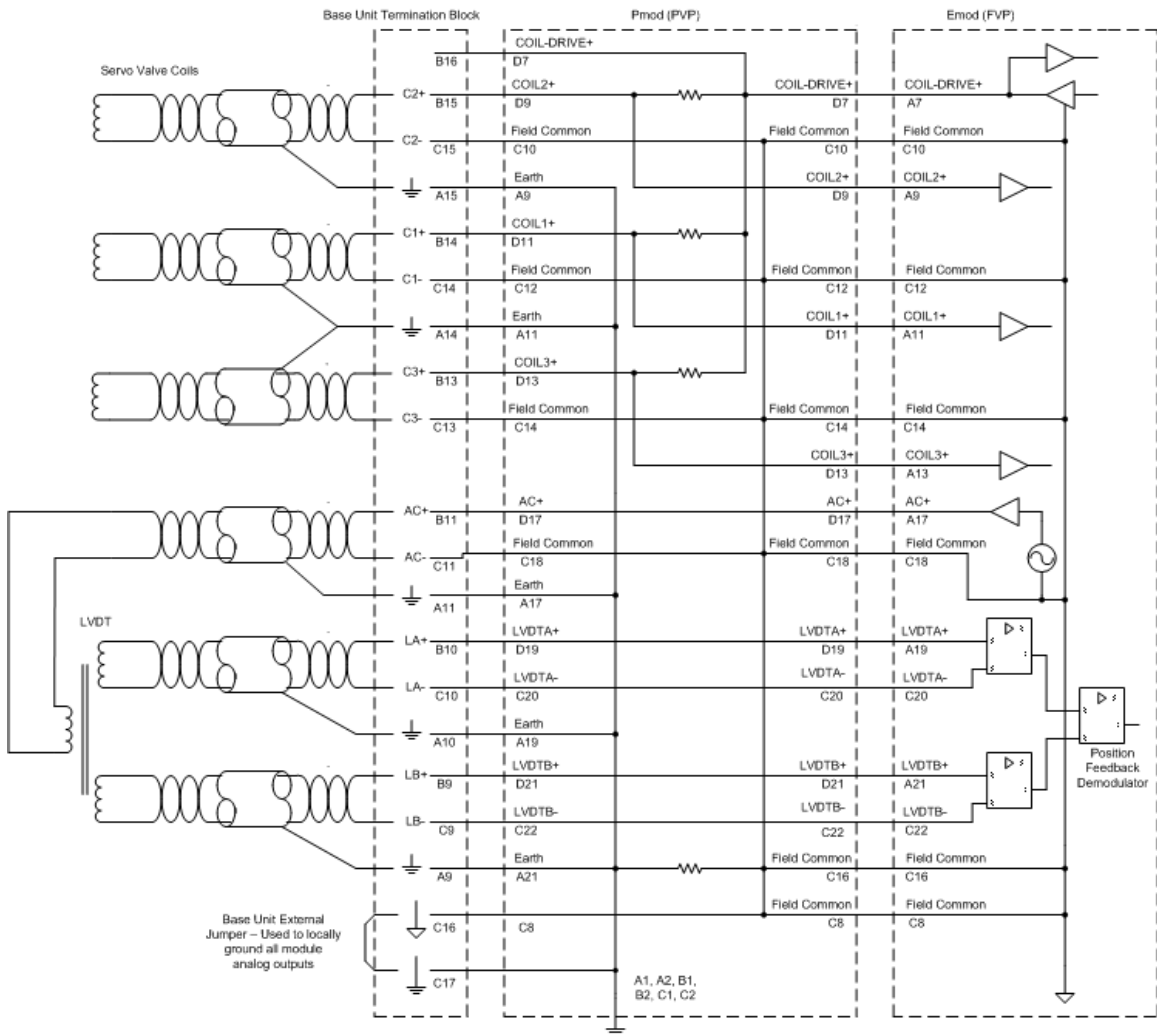 Base Unit Termination Block Pmod (PVP) Emod (FVP)
COIL-DRIVE+
B16 D7
Servo Valve Coils
C2+ COIL2+ COIL-DRIVE+ COIL-DRIVE+
B15 D9 D7 A7
C2- Field Common Field Common Field Common
C15 C10 C10 C10
Earth COIL2+ COIL2+
A15 A9 D9 A9
C1+ COIL1+
B14 D11
C1- Field Common Field Common Field Common
C14 C12 C12 C12
Earth COIL1+ COIL1+
A14 A11 D11 A11
C3+ COIL3+
B13 D13
C3- Field Common Field Common Field Common
C13 C14 C14 C14
COIL3+ COIL3+
D13 A13
AC+ AC+ AC+ AC+
B11 D17 D17 A17
AC- Field Common Field Common Field Common
C11 C18 C18 C18
Earth
A11 A17
LVDT
LA+ LVDTA+ LVDTA+ LVDTA+
B10 D19 D19 A19
LA- LVDTA- LVDTA- LVDTA-
C10 C20 C20 C20
Earth
A10 A19
LB+ LVDTB+ LVDTB+ LVDTB+
B9 D21 D21 A21
Position
Feedback
Demodulator
LB- LVDTB- LVDTB- LVDTB-
C9 C22 C22 C22
Earth Field Common Field Common
A9 A21 C16 C16
Field Common Field Common
C16 C8 C8 C8
Base Unit External
Jumper – Used to locally
ground all module
analog outputs
C17
A1, A2, B1,
B2, C1, C2